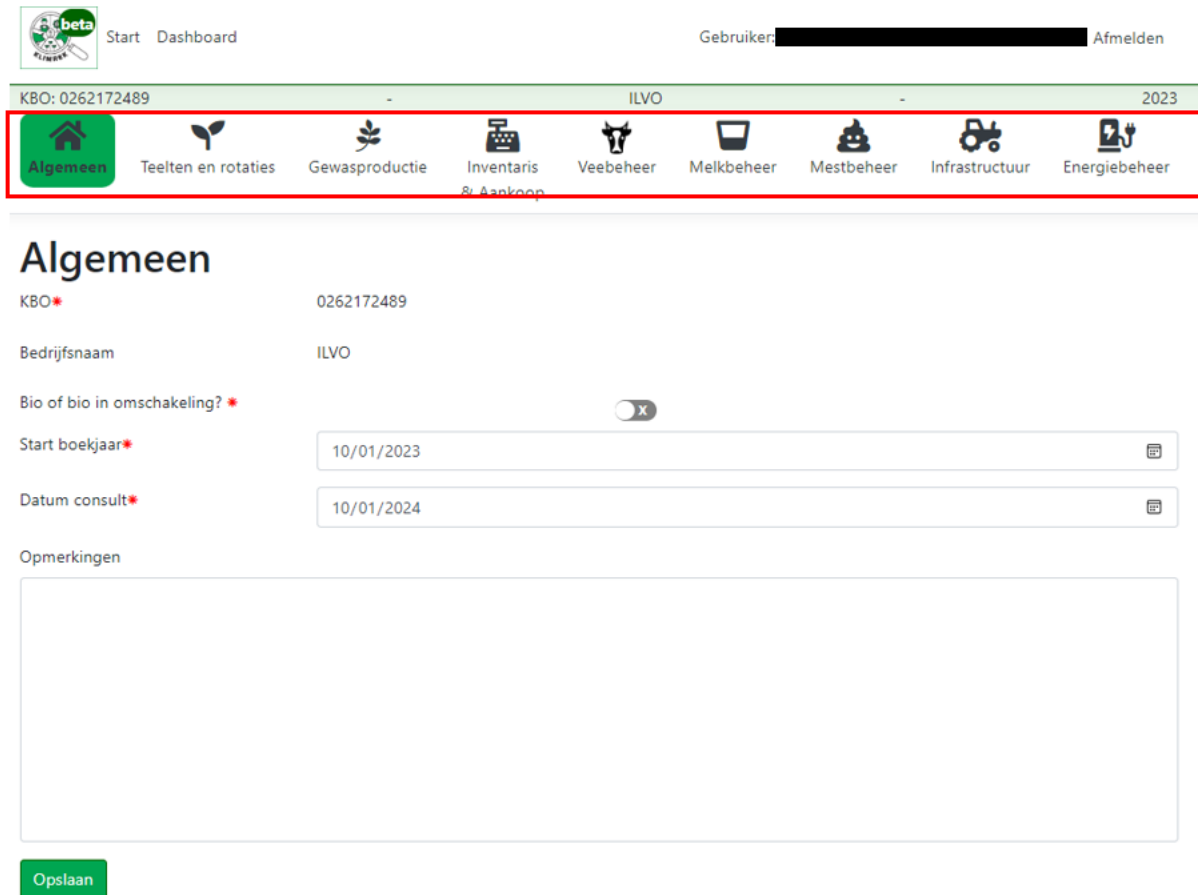 beta
KLIMREK
Start Dashboard Gebruiker: Afmelden
KBO: 0262172489 - ILVO - 2023
Algemeen Teelten en rotaties Gewasproductie Inventaris & Aankoop Veebeheer Melkbeheer Mestbeheer Infrastructuur Energiebeheer
Algemeen
KBO* 0262172489
Bedrijfsnaam ILVO
Bio of bio in omschakeling? * x
Start boekjaar* 10/01/2023
Datum consult* 10/01/2024
Opmerkingen
Opslaan